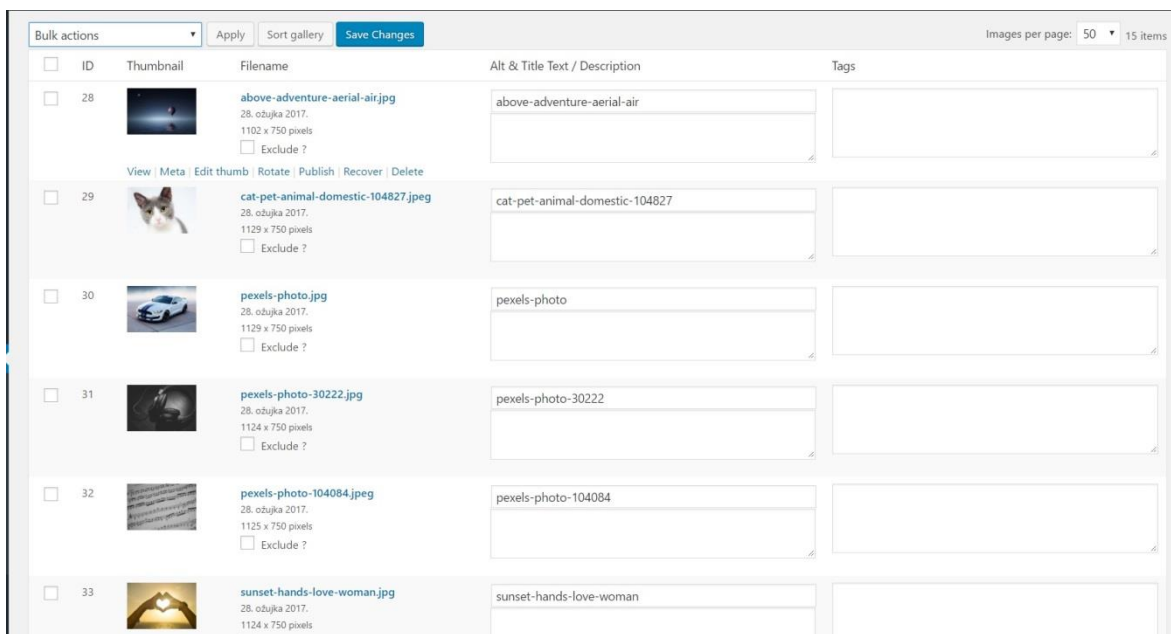 Bulk actions Apply Sort gallery Save Changes Images per page: 50 15 items
ID Thumbnail Filename Alt & Title Text / Description Tags
28 above-adventure-aerial-air.jpg above-adventure-aerial-air
28. ožujka 2017.
1102 x 750 pixels
Exclude ?
View | Meta | Edit thumb | Rotate | Publish | Recover | Delete
29 cat-pet-animal-domestic-104827.jpeg cat-pet-animal-domestic-104827
28. ožujka 2017.
1129 x 750 pixels
Exclude ?
30 pexels-photo.jpg pexels-photo
28. ožujka 2017.
1129 x 750 pixels
Exclude ?
31 pexels-photo-30222.jpg pexels-photo-30222
28. ožujka 2017.
1124 x 750 pixels
Exclude ?
32 pexels-photo-104084.jpeg pexels-photo-104084
28. ožujka 2017.
1125 x 750 pixels
Exclude ?
33 sunset-hands-love-woman.jpg sunset-hands-love-woman
28. ožujka 2017.
1124 x 750 pixels